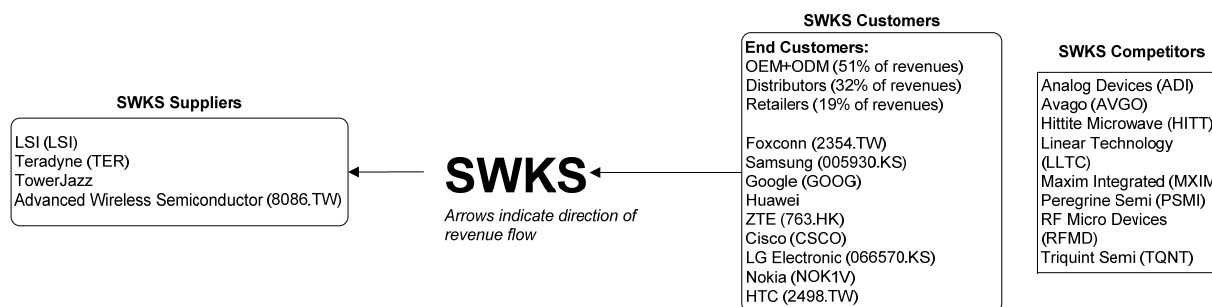 SWKS Suppliers
LSI (LSI)
Teradyne (TER)
TowerJazz
Advanced Wireless Semiconductor (8086.TW)
SWKS
Arrows indicate direction of
revenue flow
SWKS Customers
End Customers:
OEM+ODM (51% of revenues)
Distributors (32% of revenues)
Retailers (19% of revenues)
Foxconn (2354.TW)
Samsung (005930.KS)
Google (GOOG)
Huawei
ZTE (763.HK)
Cisco (CSCO)
LG Electronic (066570.KS)
Nokia (NOK1V)
HTC (2498.TW)
SWKS Competitors
Analog Devices (ADI)
Avago (AVGO)
Hittite Microwave (HITT)
Linear Technology
(LLTC)
Maxim Integrated (MXIM
Peregrine Semi (PSMI)
RF Micro Devices
(RFMD)
Triquint Semi (TQNT)